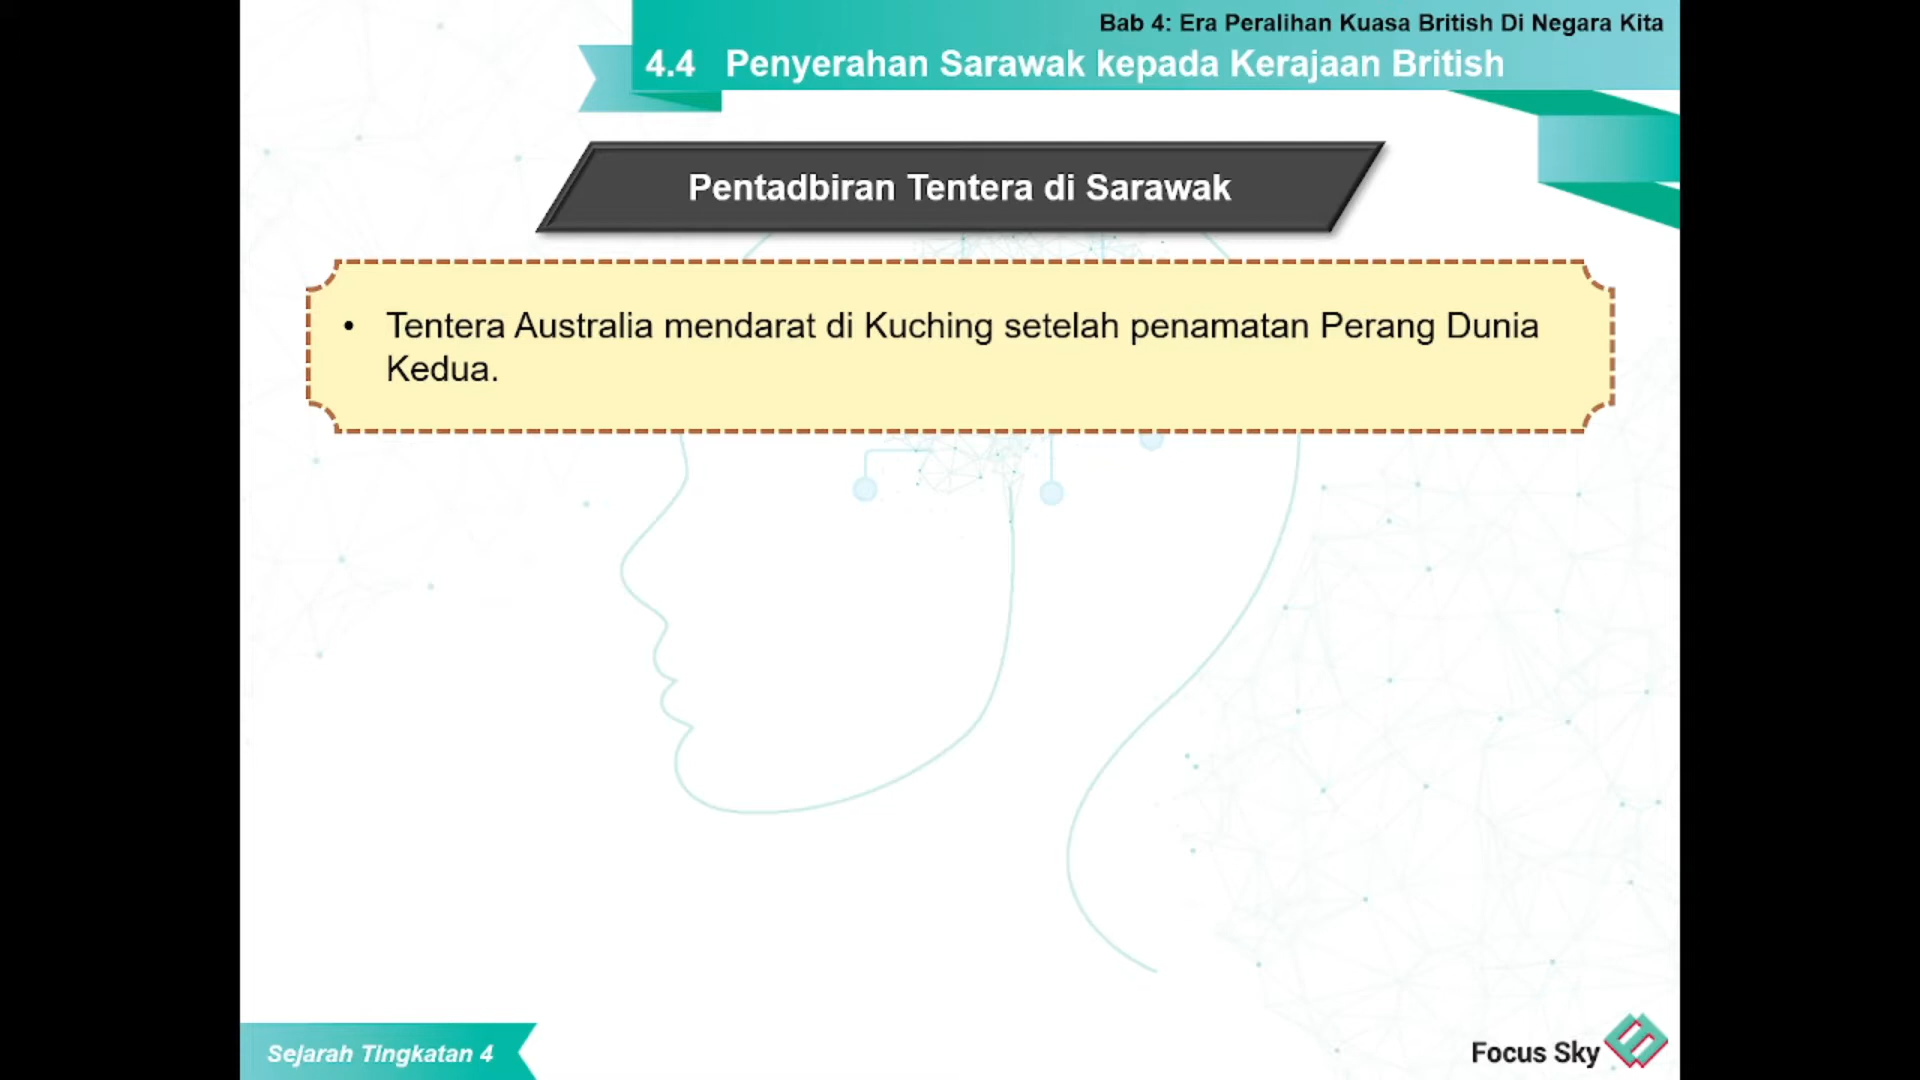 Bab 4: Era Peralihan Kuasa British Di Negara Kita
4.4 Penyerahan Sarawak kepada Kerajaan British
Pentadbiran Tentera di Sarawak
• Tentera Australia mendarat di Kuching setelah penamatan Perang Dunia
Kedua.
Sejarah Tingkatan 4
Focus Sky